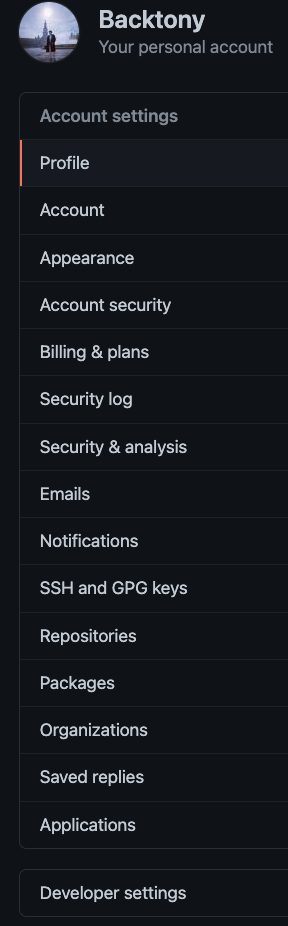 Backtony
Your personal account
Account settings
Profile
Account
Appearance
Account security
Billing & plans
Security log
Security & analysis
Emails
Notifications
SSH and GPG keys
Repositories
Packages
Organizations
Saved replies
Applications
Developer settings